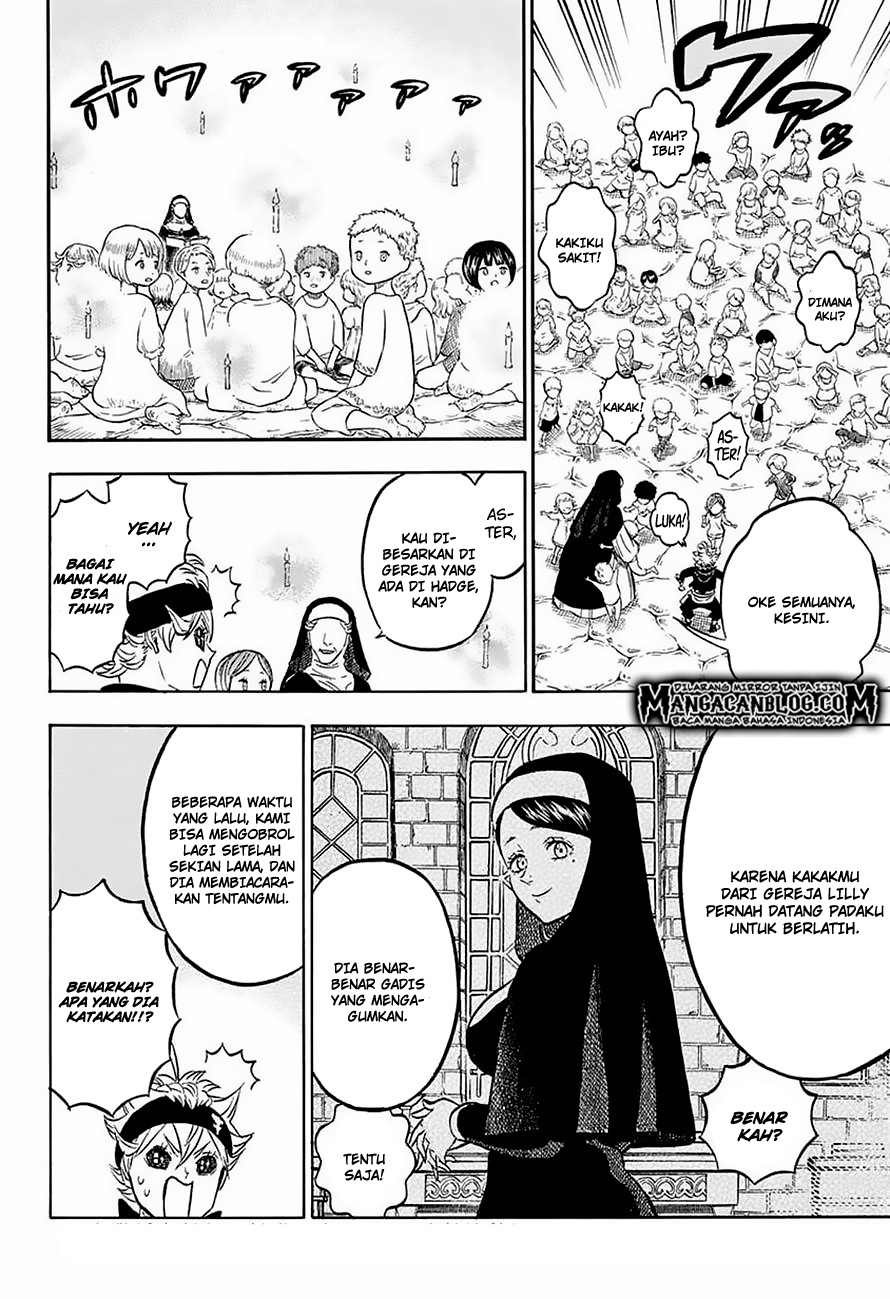 ワァァ
AYAH?
IBU?
KAKIKU
SAKIT!
DIMANA
AKU?
KAKAK!
AS-
TER!
LUKA!
OKE SEMUANYA,
KESINI.
ホワァァァァ
AS-
TER,
KAU DI-
BESARKAN DI
GEREJA YANG
ADA DI HADGE,
KAN?
YEAH
...
BAGAI
MANA KAU
BISA
TAHU?
DILARANG MIRROR TANPA IJIN
MANGACANBLOG.COM
BACA MANGA BAHASA INDONESIA
KARENA KAKAKMU
DARI GEREJA LILLY
PERNAH DATANG PADAKU
UNTUK BERLATIH.
BENAR
KAH?
DIA BENAR-
BENAR GADIS
YANG MENGA-
GUMKAN.
TENTU
SAJA!
BEBERAPA WAKTU
YANG LALU, KAMI
BISA MENGOBROL
LAGI SETELAH
SEKIAN LAMA, DAN
DIA MEMBIACARA-
KAN TENTANGMU.
BENARKAH?
APA YANG DIA
KATAKAN!!?